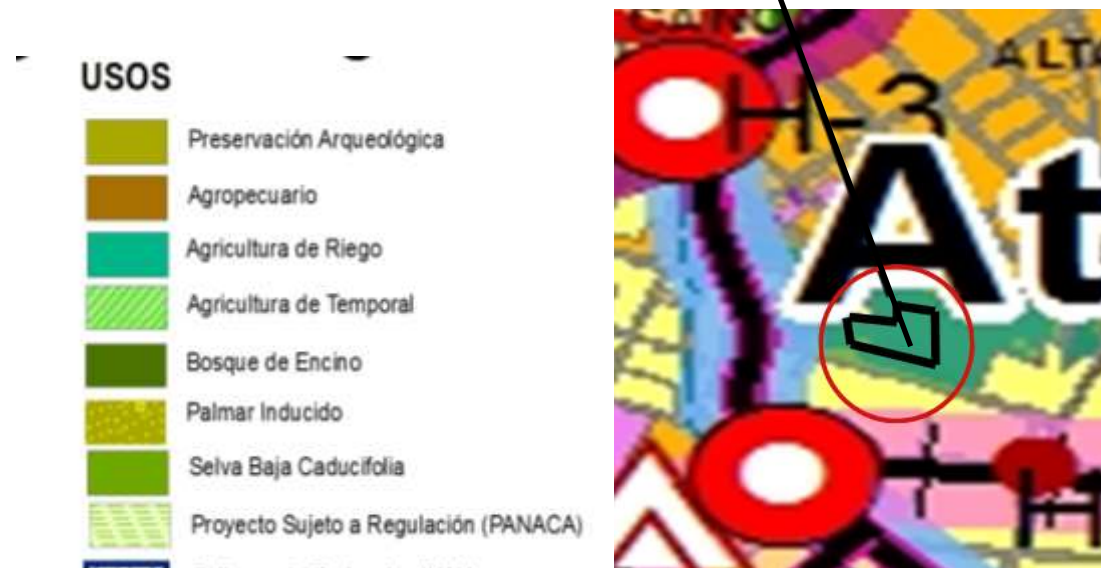 USOS
Preservación Arqueológica
Agropecuario
Agricultura de Riego
Agricultura de Temporal
Bosque de Encino
Palmar Inducido
Selva Baja Caducifolia
Proyecto Sujeto a Regulación (PANACA)
ALT
H-3
At
H